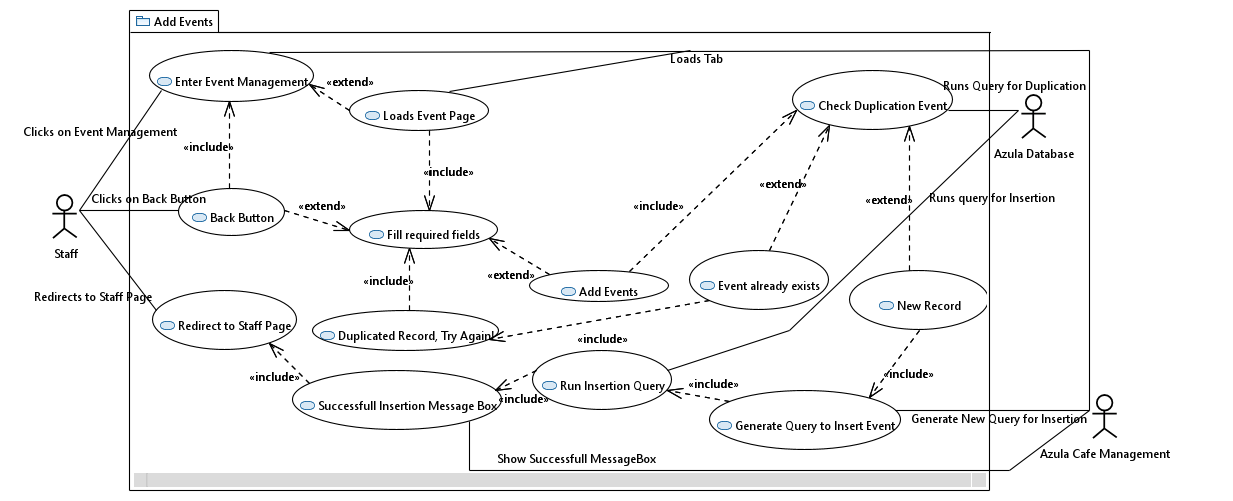 Add Events
Enter Event Management
«extend»
Loads Tab
Loads Event Page
Check Duplication Event
Runs Query for Duplication
Azula Database
Clicks on Event Management
«include»
«include»
«extend»
Clicks on Back Button
Back Button
«extend»
«include»
«extend»
Runs query for Insertion
Staff
Fill required fields
«include»
«extend»
Add Events
Event already exists
New Record
Redirects to Staff Page
Redirect to Staff Page
Duplicated Record, Try Again!
«include»
«include»
«include»
Successfull Insertion Message Box
«include»
Run Insertion Query
«include»
Generate Query to Insert Event
Generate New Query for Insertion
Azula Cafe Management
Show Successfull MessageBox